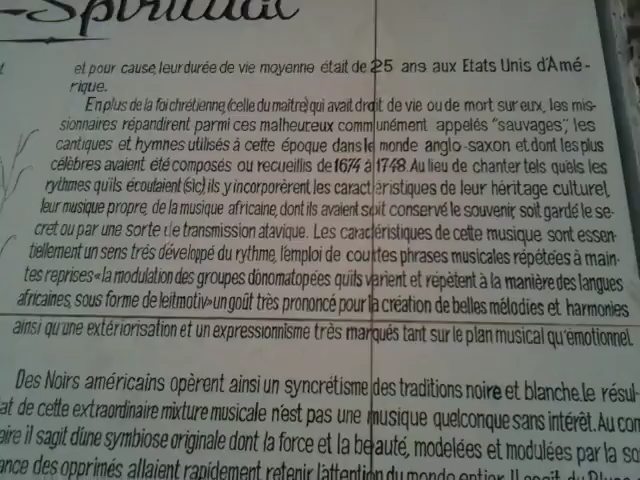 Spiritual
et pour cause, leur durée de vie moyenne était de 25 ans aux Etats Unis d'Amé-
rique.
En plus de la foi chrétienne, (celle du maître) qui avait droit de vie ou de mort sur eux, les mis-
sionnaires répandirent parmi ces malheureux communément appelés "sauvages", les
cantiques et hymnes utilisés à cette époque dans le monde anglo-saxon et dont les plus
célèbres avaient été composés ou recueillis de 1674 à 1748. Au lieu de chanter tels quels les
rythmes qu'ils écoutaient (sic) ils y incorporèrent les caractéristiques de leur héritage culturel,
leur musique propre, de la musique africaine, dont ils avaient soit conservé le souvenir, soit gardé le se-
cret ou par une sorte de transmission atavique. Les caractéristiques de cette musique sont essen-
tiellement un sens très développé du rythme, l'emploi de courtes phrases musicales répétées à main-
tes reprises «la modulation des groupes d'onomatopées qu'ils varient et repètent à la manière des langues
africaines, sous forme de leitmotiv» un goût très prononcé pour la création de belles mélodies et harmonies
ainsi qu'une extériorisation et un expressionnisme très marqués tant sur le plan musical qu'émotionnel.
Des Noirs américains opèrent ainsi un syncrétisme des traditions noire et blanche. le résul-
tat de cette extraordinaire mixture musicale n'est pas une musique quelconque sans intérêt. Au con
aire il sagit d'une symbiose originale dont la force et la beauté, modelées et modulées par la so
ance des opprimés allaient rapidement retenir l'attention du monde entier. Il sagit du Blues